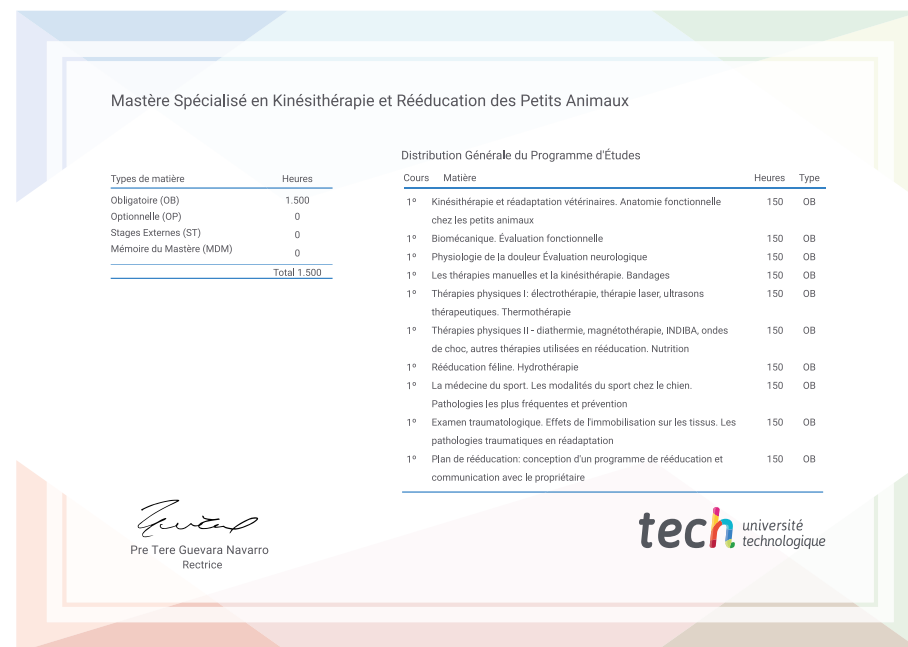 Mastère Spécialisé en Kinésithérapie et Rééducation des Petits Animaux
Types de matière Heures
Obligatoire (OB) 1.500
Optionnelle (OP) 0
Stages Externes (ST) 0
Mémoire du Mastère (MDM) 0
Total 1.500
Distribution Générale du Programme d'Études
Cours Matière Heures Type
1º Kinésithérapie et réadaptation vétérinaires. Anatomie fonctionnelle 150 OB
chez les petits animaux
1º Biomécanique. Évaluation fonctionnelle 150 OB
1º Physiologie de la douleur Évaluation neurologique 150 OB
1º Les thérapies manuelles et la kinésithérapie. Bandages 150 OB
1º Thérapies physiques I: électrothérapie, thérapie laser, ultrasons 150 OB
thérapeutiques. Thermothérapie
1º Thérapies physiques II - diathermie, magnétothérapie, INDIBA, ondes 150 OB
de choc, autres thérapies utilisées en rééducation. Nutrition
1º Rééducation féline. Hydrothérapie 150 OB
1º La médecine du sport. Les modalités du sport chez le chien. 150 OB
Pathologies les plus fréquentes et prévention
1º Examen traumatologique. Effets de l'immobilisation sur les tissus. Les 150 OB
pathologies traumatiques en réadaptation
1º Plan de rééducation: conception d'un programme de rééducation et 150 OB
communication avec le propriétaire
Pre Tere Guevara Navarro
Rectrice
tech université
technologique